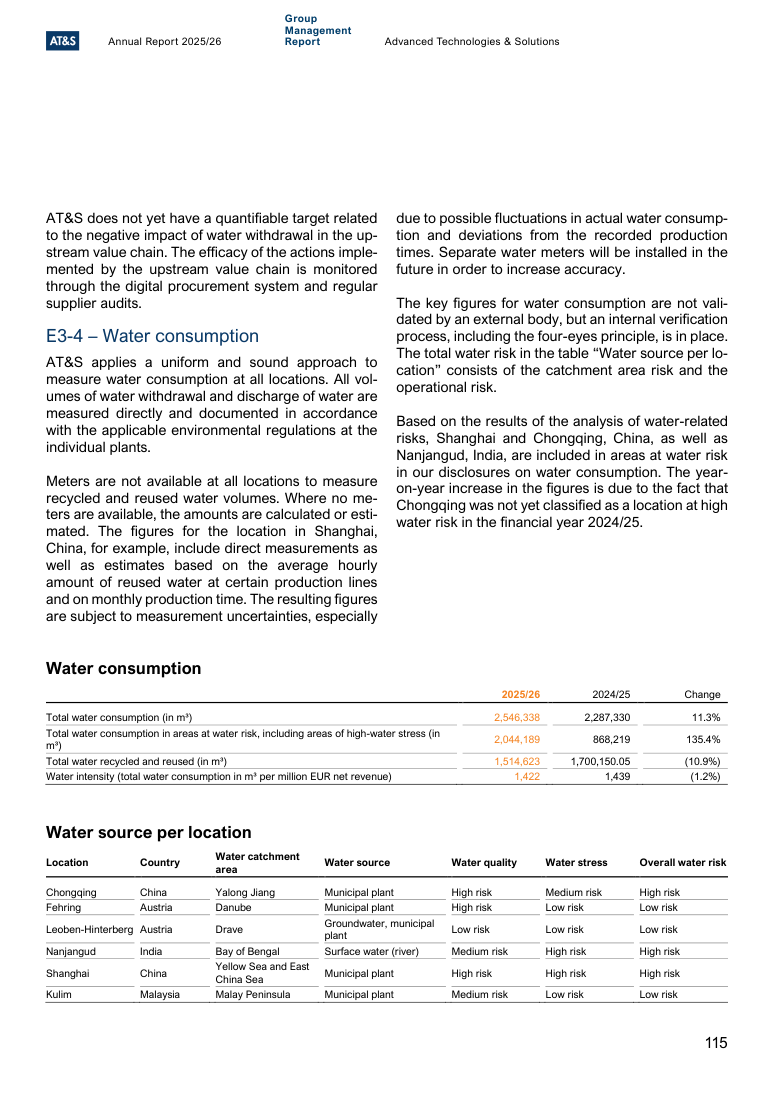 AT&S
Annual Report 2025/26
Group
Management
Report
Advanced Technologies & Solutions
AT&S does not yet have a quantifiable target related
to the negative impact of water withdrawal in the up-
stream value chain. The efficacy of the actions imple-
mented by the upstream value chain is monitored
through the digital procurement system and regular
supplier audits.
E3-4 – Water consumption
AT&S applies a uniform and sound approach to
measure water consumption at all locations. All vol-
umes of water withdrawal and discharge of water are
measured directly and documented in accordance
with the applicable environmental regulations at the
individual plants.
Meters are not available at all locations to measure
recycled and reused water volumes. Where no me-
ters are available, the amounts are calculated or esti-
mated. The figures for the location in Shanghai,
China, for example, include direct measurements as
well as estimates based on the average hourly
amount of reused water at certain production lines
and on monthly production time. The resulting figures
are subject to measurement uncertainties, especially
due to possible fluctuations in actual water consump-
tion and deviations from the recorded production
times. Separate water meters will be installed in the
future in order to increase accuracy.
The key figures for water consumption are not vali-
dated by an external body, but an internal verification
process, including the four-eyes principle, is in place.
The total water risk in the table “Water source per lo-
cation” consists of the catchment area risk and the
operational risk.
Based on the results of the analysis of water-related
risks, Shanghai and Chongqing, China, as well as
Nanjangud, India, are included in areas at water risk
in our disclosures on water consumption. The year-
on-year increase in the figures is due to the fact that
Chongqing was not yet classified as a location at high
water risk in the financial year 2024/25.
Water consumption
2025/26 2024/25 Change
Total water consumption (in m³) 2,546,338 2,287,330 11.3%
Total water consumption in areas at water risk, including areas of high-water stress (in
m³) 2,044,189 868,219 135.4%
Total water recycled and reused (in m³) 1,514,623 1,700,150.05 (10.9%)
Water intensity (total water consumption in m³ per million EUR net revenue) 1,422 1,439 (1.2%)
Water source per location
Location Country Water catchment
area Water source Water quality Water stress Overall water risk
Chongqing China Yalong Jiang Municipal plant High risk Medium risk High risk
Fehring Austria Danube Municipal plant High risk Low risk Low risk
Leoben-Hinterberg Austria Drave Groundwater, municipal
plant Low risk Low risk Low risk
Nanjangud India Bay of Bengal Surface water (river) Medium risk High risk High risk
Shanghai China Yellow Sea and East
China Sea Municipal plant High risk High risk High risk
Kulim Malaysia Malay Peninsula Municipal plant Medium risk Low risk Low risk
115